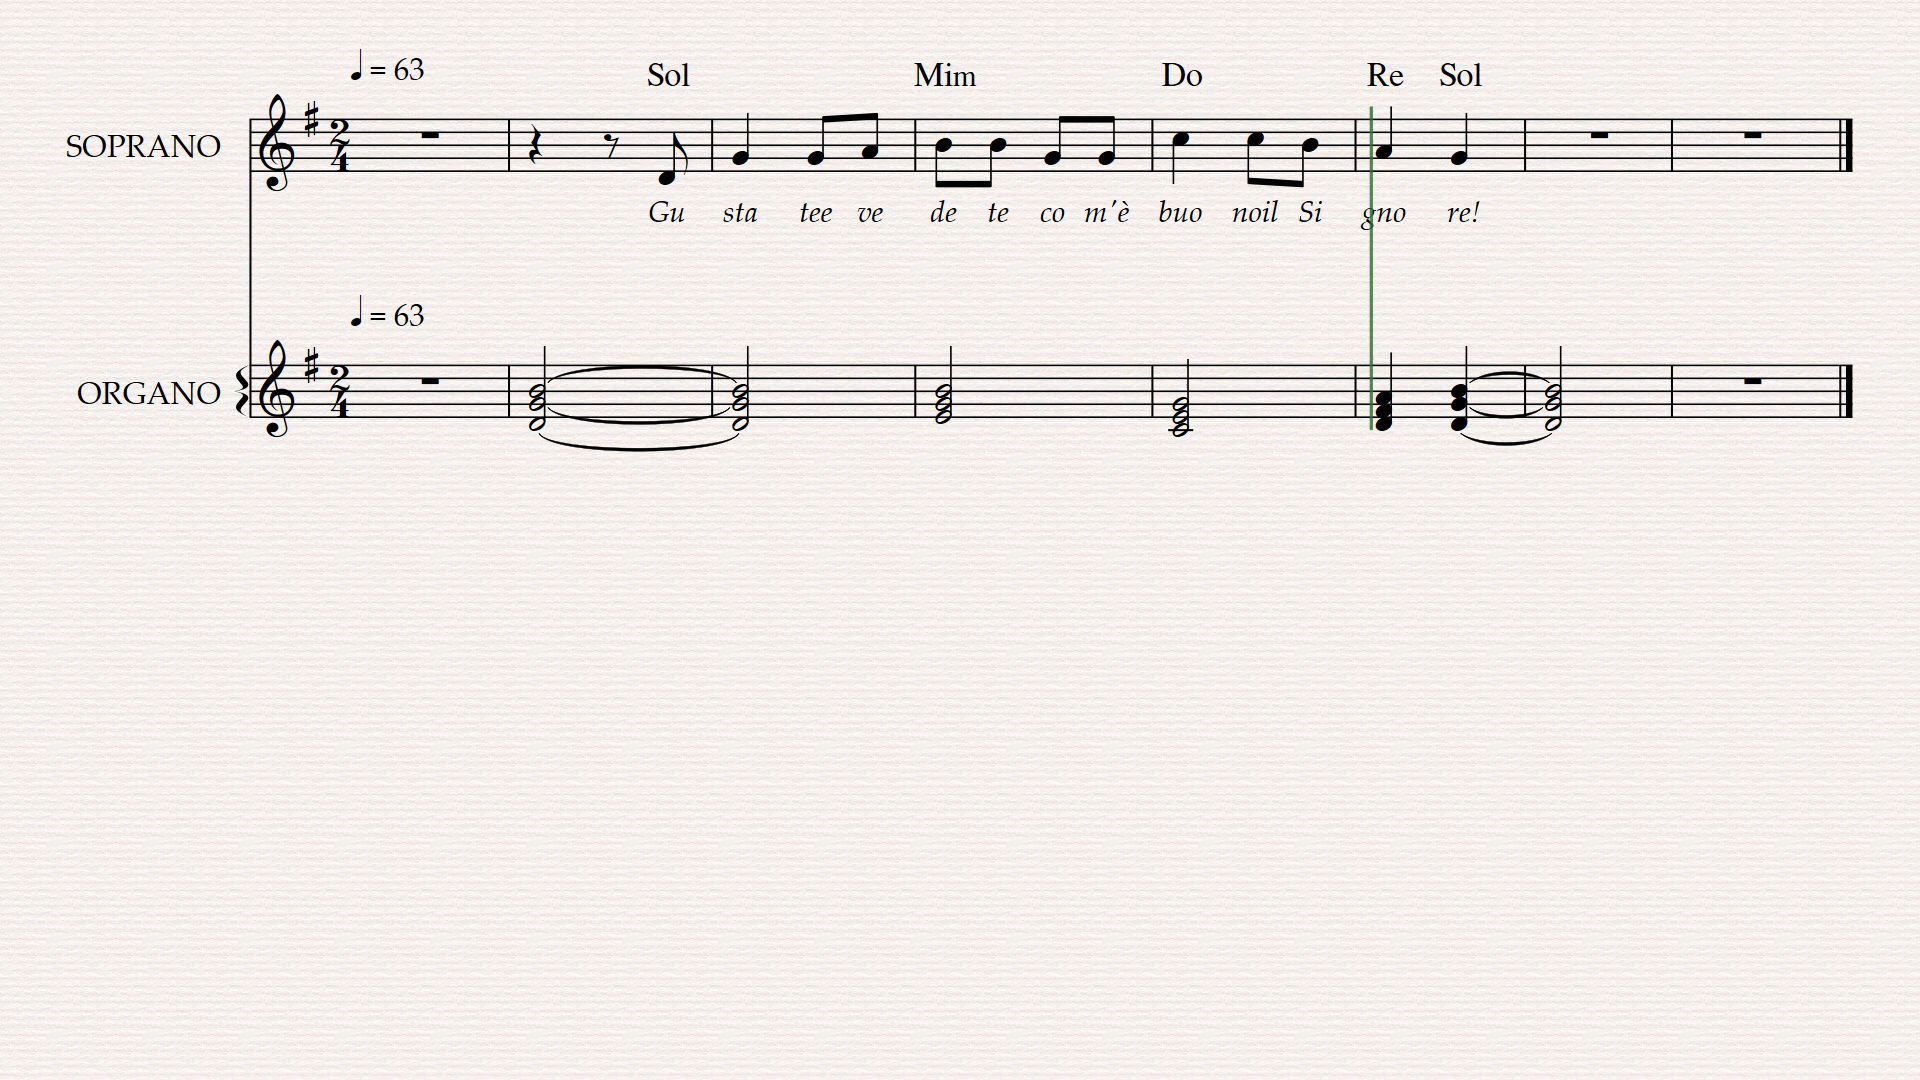 ♩ = 63
Sol Mim Do Re Sol
SOPRANO
2
4
Gu sta tee ve de te co m'è buo noil Si gno re!
♩ = 63
ORGANO
2
4